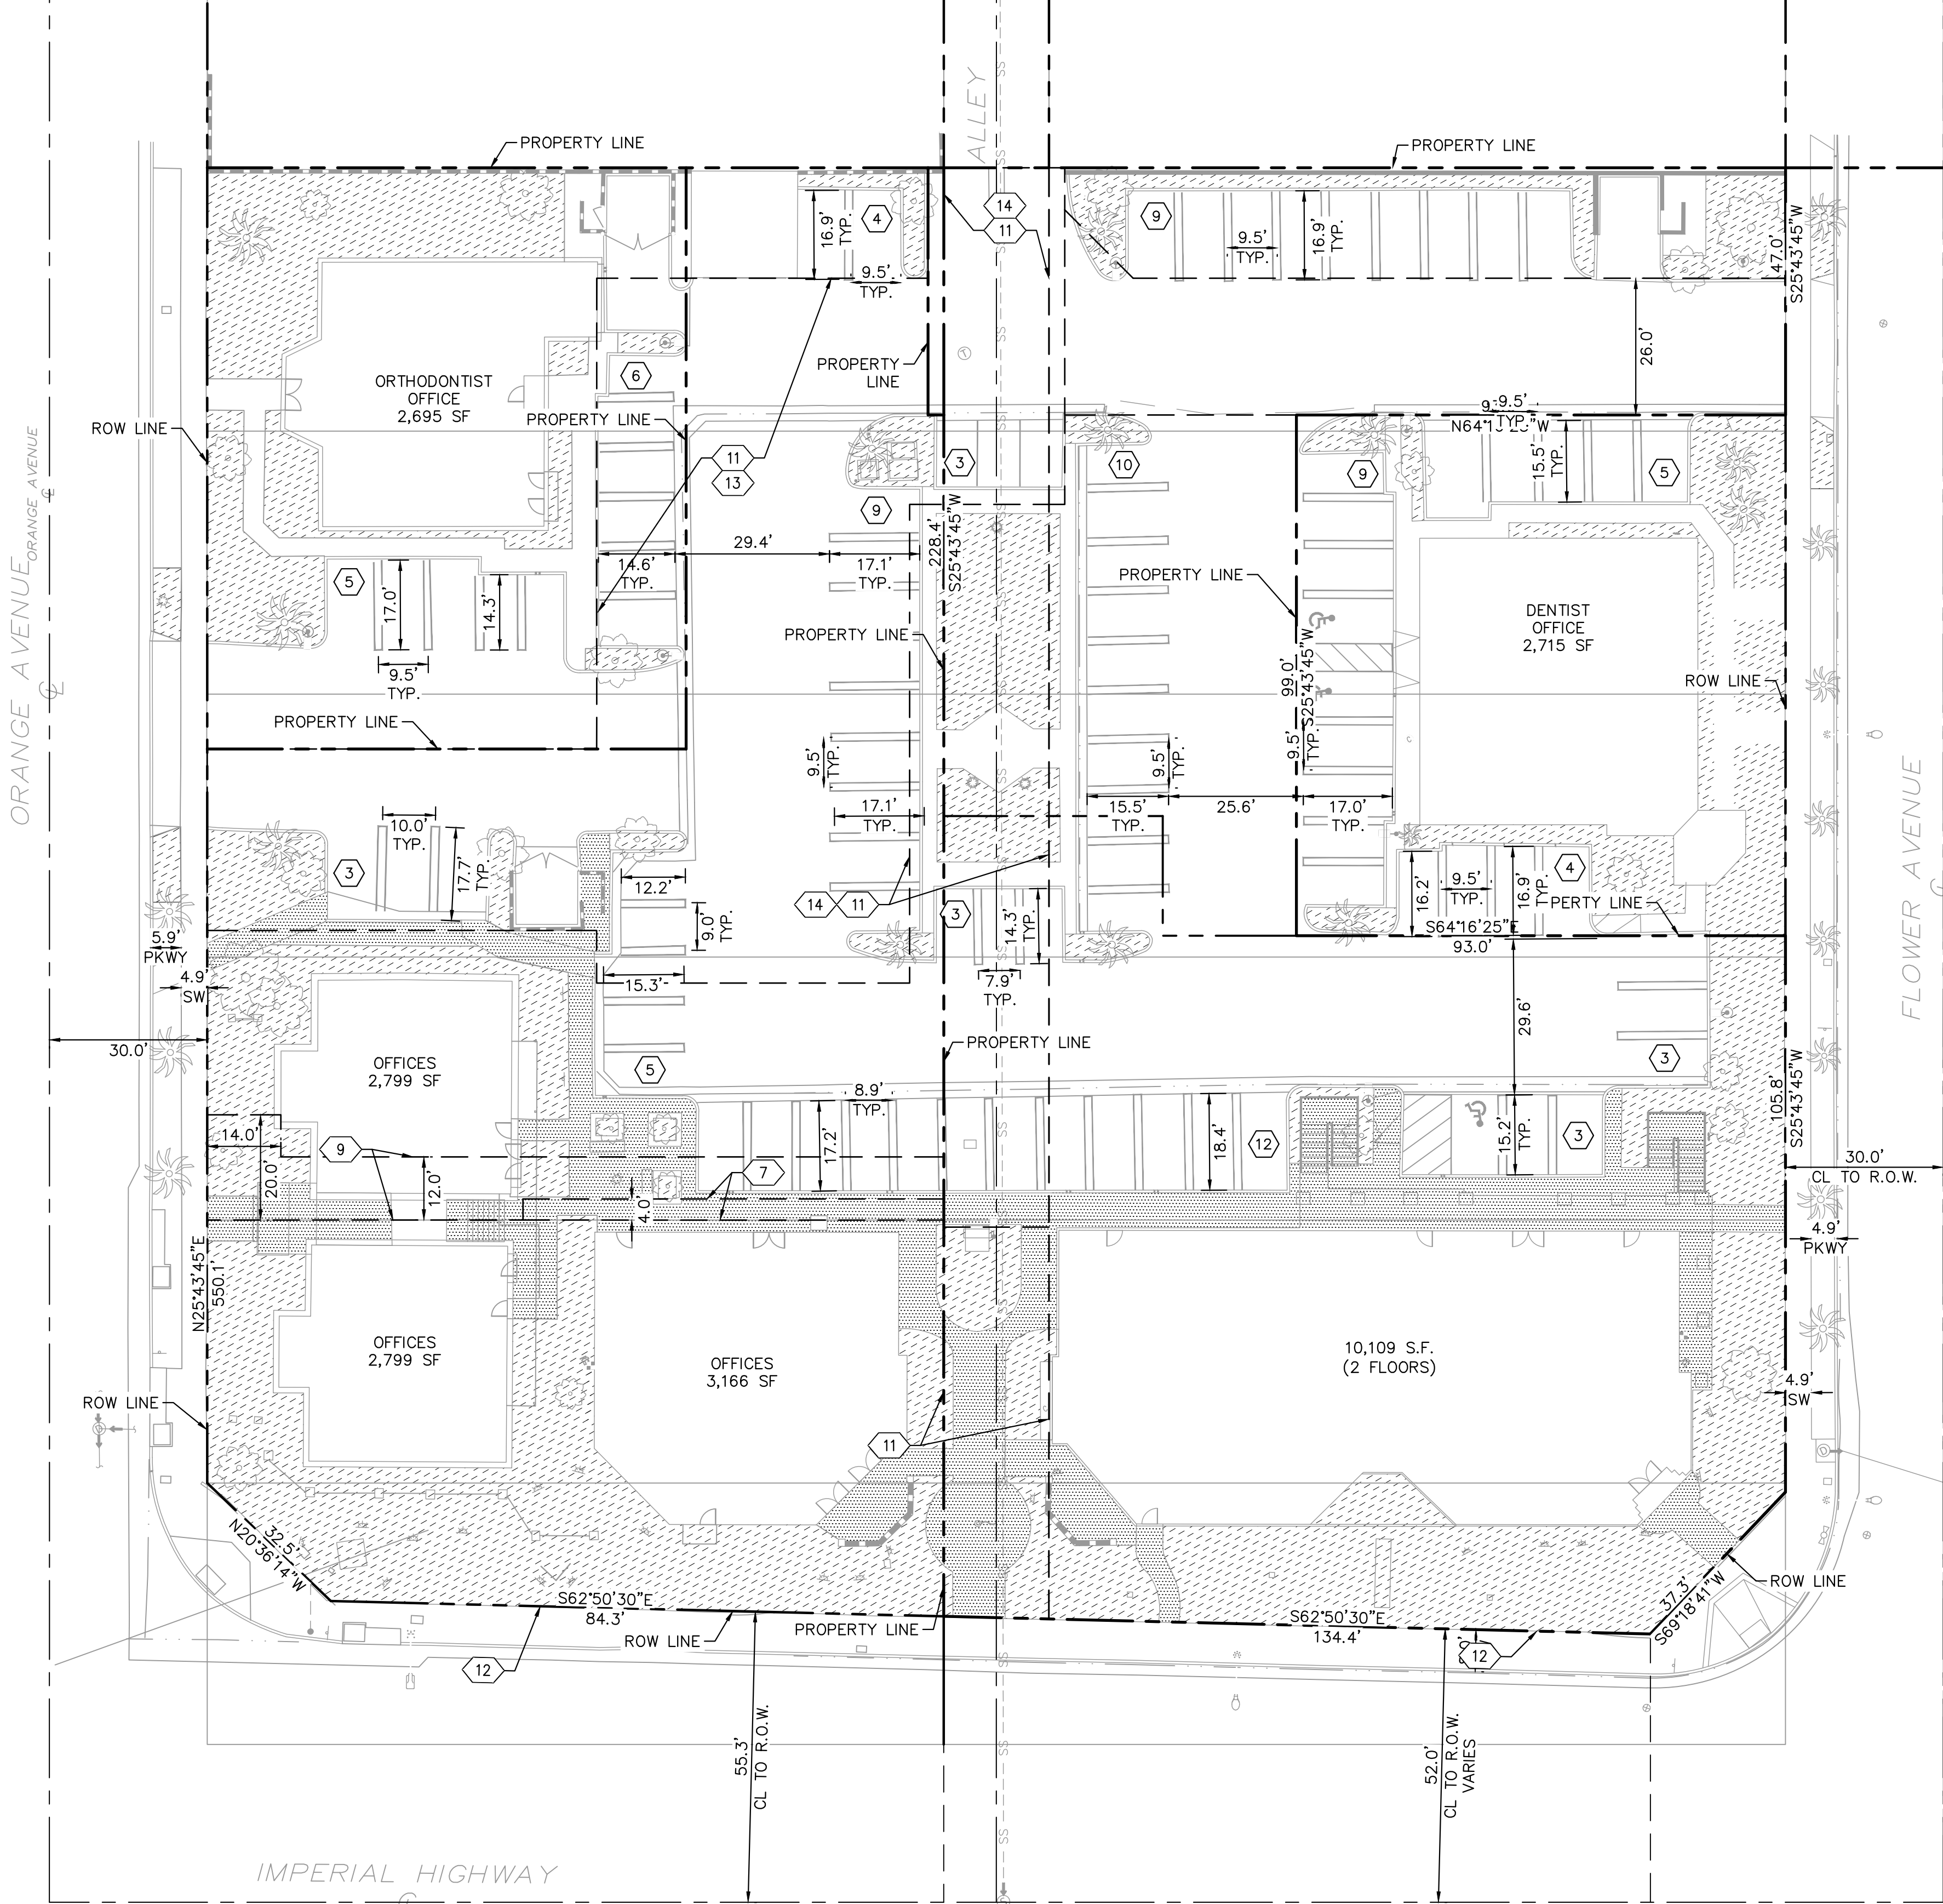 ALLEY
SS
PROPERTY LINE
PROPERTY LINE
14
11
4
16.9'
TYP.
9.5'
TYP.
9
9.5'
TYP.
16.9'
TYP.
47.0'
S25°43'45"W
26.0'
PROPERTY
LINE
ORTHODONTIST
OFFICE
2,695 SF
6
PROPERTY LINE
ROW LINE
ORANGE AVENUE
ORANGE AVENUE
11
13
3
10
9
9.5'
TYP.
15.5'
TYP.
5
9
228.4'
S25°43'45"W
29.4'
14.6'
TYP.
17.1'
TYP.
5
17.0'
14.3'
9.5'
TYP.
PROPERTY LINE
PROPERTY LINE
DENTIST
OFFICE
2,715 SF
PROPERTY LINE
99.0'
S25°43'45"W
ROW LINE
9.5'
TYP.
9.5'
TYP.
9.5'
TYP.
17.1'
TYP.
15.5'
TYP.
25.6'
17.0'
TYP.
FLOWER AVENUE
10.0'
TYP.
3
17.7'
TYP.
12.2'
9.0'
TYP.
15.3'
14
11
3
14.3'
7.9'
TYP.
16.2'
9.5'
TYP.
16.9'
TYP.
4
PERTY LINE
S64°16'25"E
93.0'
5.9'
PKWY
4.9'
SW
30.0'
OFFICES
2,799 SF
5
PROPERTY LINE
29.6'
3
105.8'
S25°43'45"W
8.9'
TYP.
17.2'
18.4'
12
15.2'
TYP.
3
14.0'
20.0'
9
12.0'
7
4.0'
30.0'
CL TO R.O.W.
4.9'
PKWY
N25°43'45"E
550.1'
OFFICES
2,799 SF
OFFICES
3,166 SF
10,109 S.F.
(2 FLOORS)
4.9'
SW
ROW LINE
11
32.5'
N20°36'14"W
S62°50'30"E
84.3'
ROW LINE
PROPERTY LINE
S62°50'30"E
134.4'
37.3'
S69°18'41"W
ROW LINE
12
12
55.3'
CL TO R.O.W.
52.0'
CL TO R.O.W.
VARIES
IMPERIAL HIGHWAY